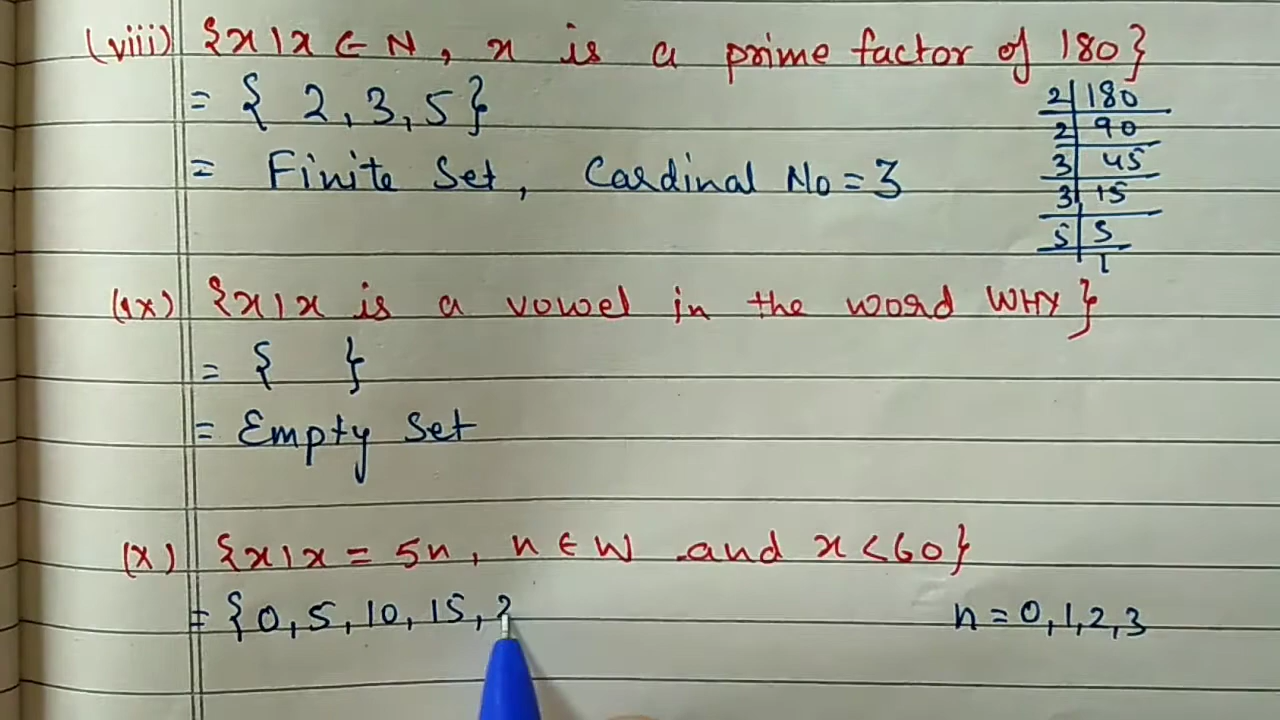 (viii) {x | x ∈ N, x is a prime factor of 180}
= { 2, 3, 5 }
= Finite Set, Cardinal No = 3
2 | 180
2 | 90
3 | 45
3 | 15
5 | 5
1
(ix) {x | x is a vowel in the word WHY}
= { }
= Empty Set
(x) {x | x = 5n, n ∈ W and x < 60}
= {0, 5, 10, 15, 2
n = 0, 1, 2, 3